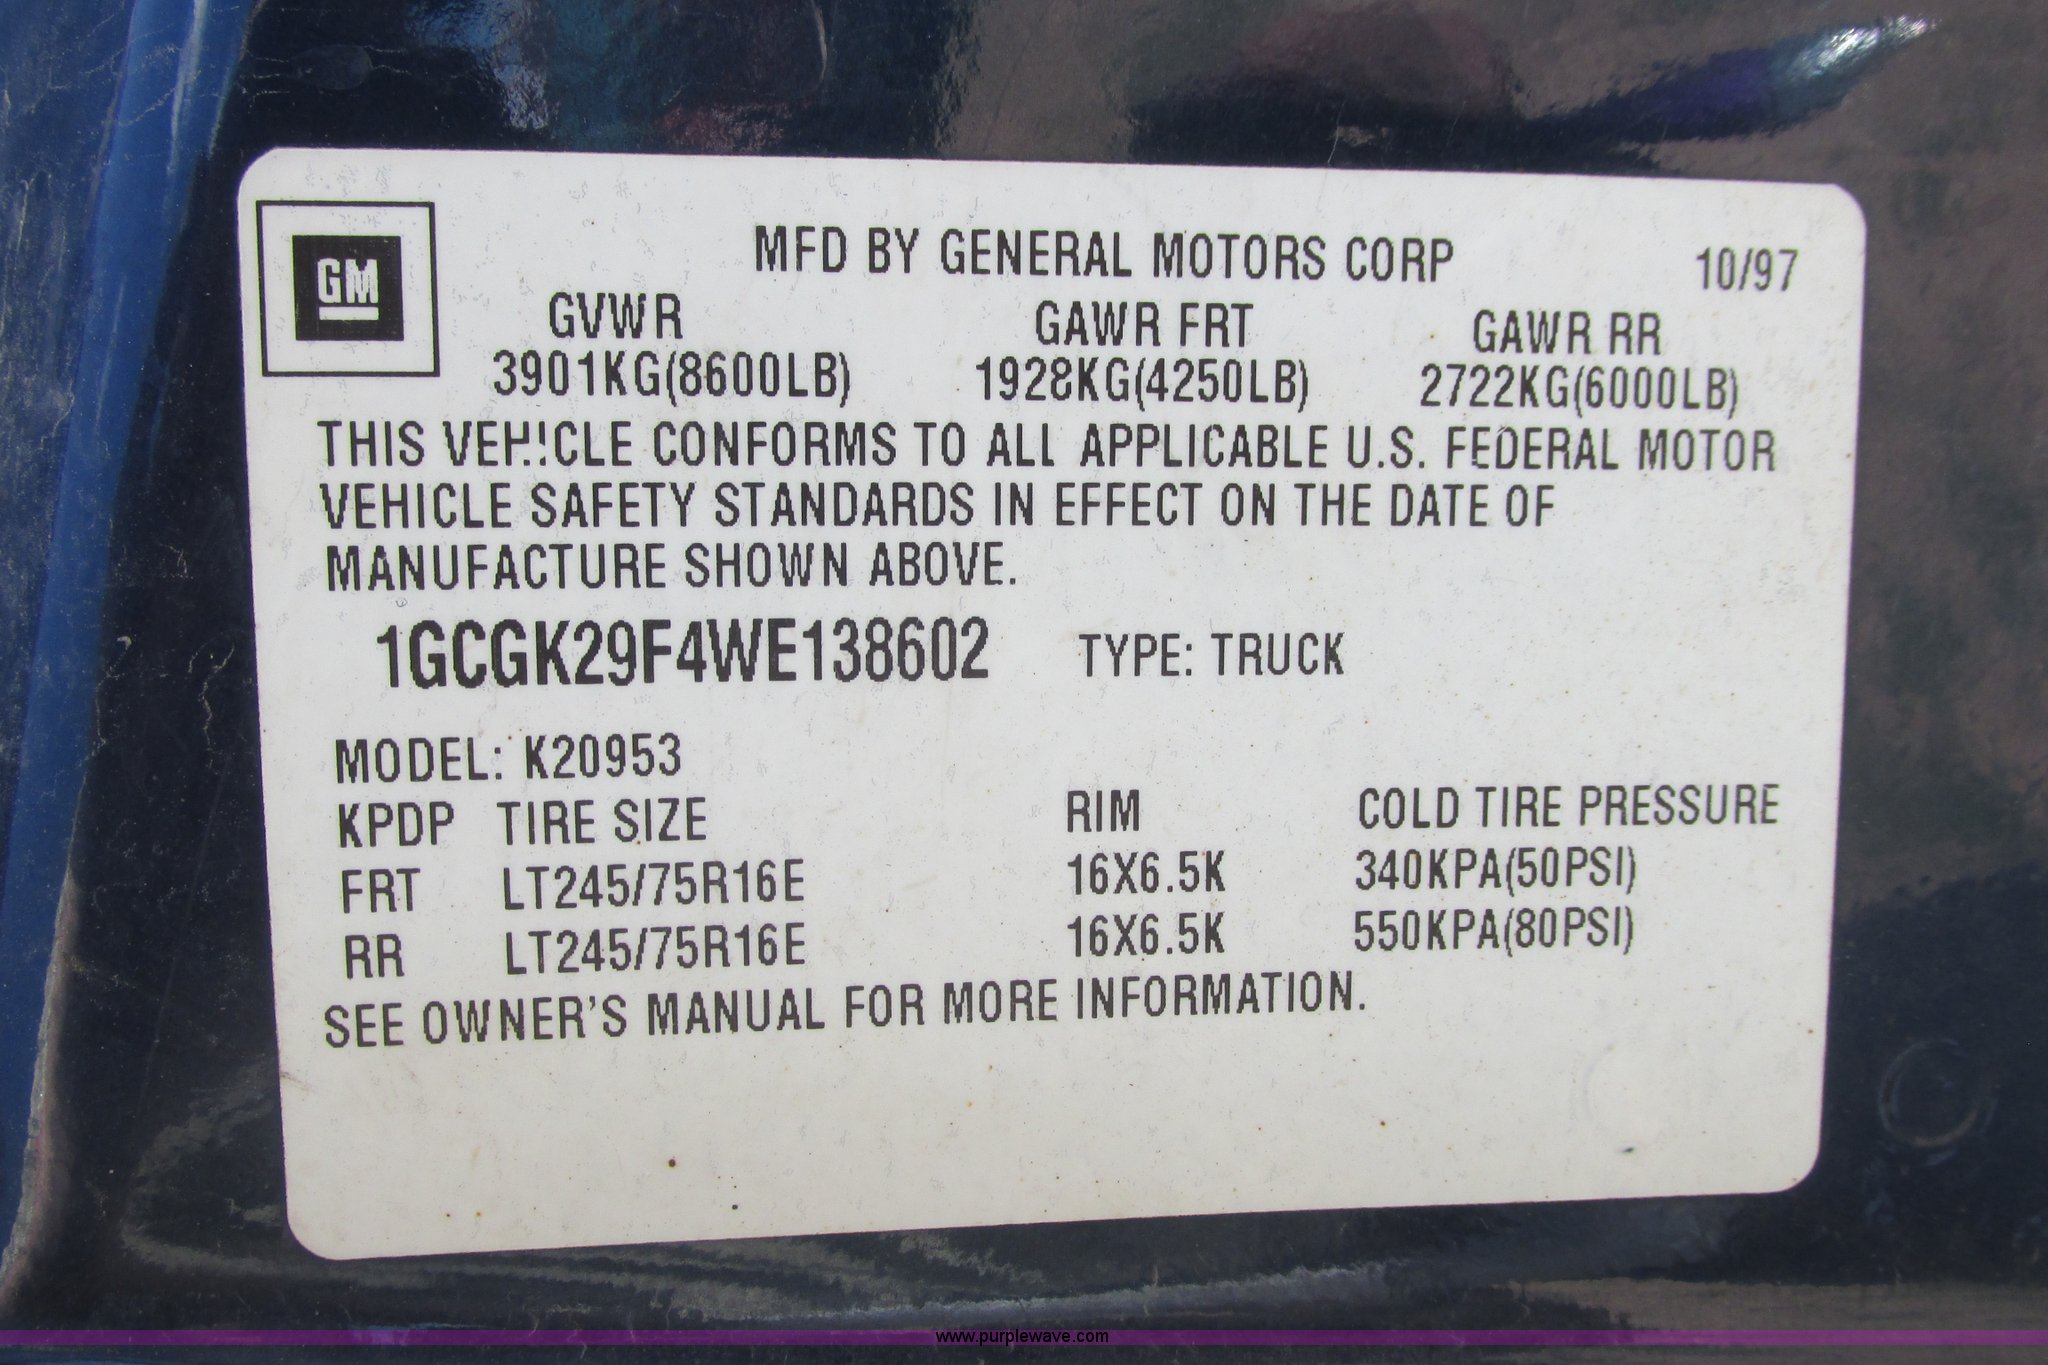 GM
MFD BY GENERAL MOTORS CORP 10/97
GVWR GAWR FRT GAWR RR
3901KG(8600LB) 1928KG(4250LB) 2722KG(6000LB)
THIS VEHICLE CONFORMS TO ALL APPLICABLE U.S. FEDERAL MOTOR
VEHICLE SAFETY STANDARDS IN EFFECT ON THE DATE OF
MANUFACTURE SHOWN ABOVE.
1GCGK29F4WE138602 TYPE: TRUCK
MODEL: K20953
KPDP TIRE SIZE RIM COLD TIRE PRESSURE
FRT LT245/75R16E 16X6.5K 340KPA(50PSI)
RR LT245/75R16E 16X6.5K 550KPA(80PSI)
SEE OWNER'S MANUAL FOR MORE INFORMATION.
www.purplewave.com